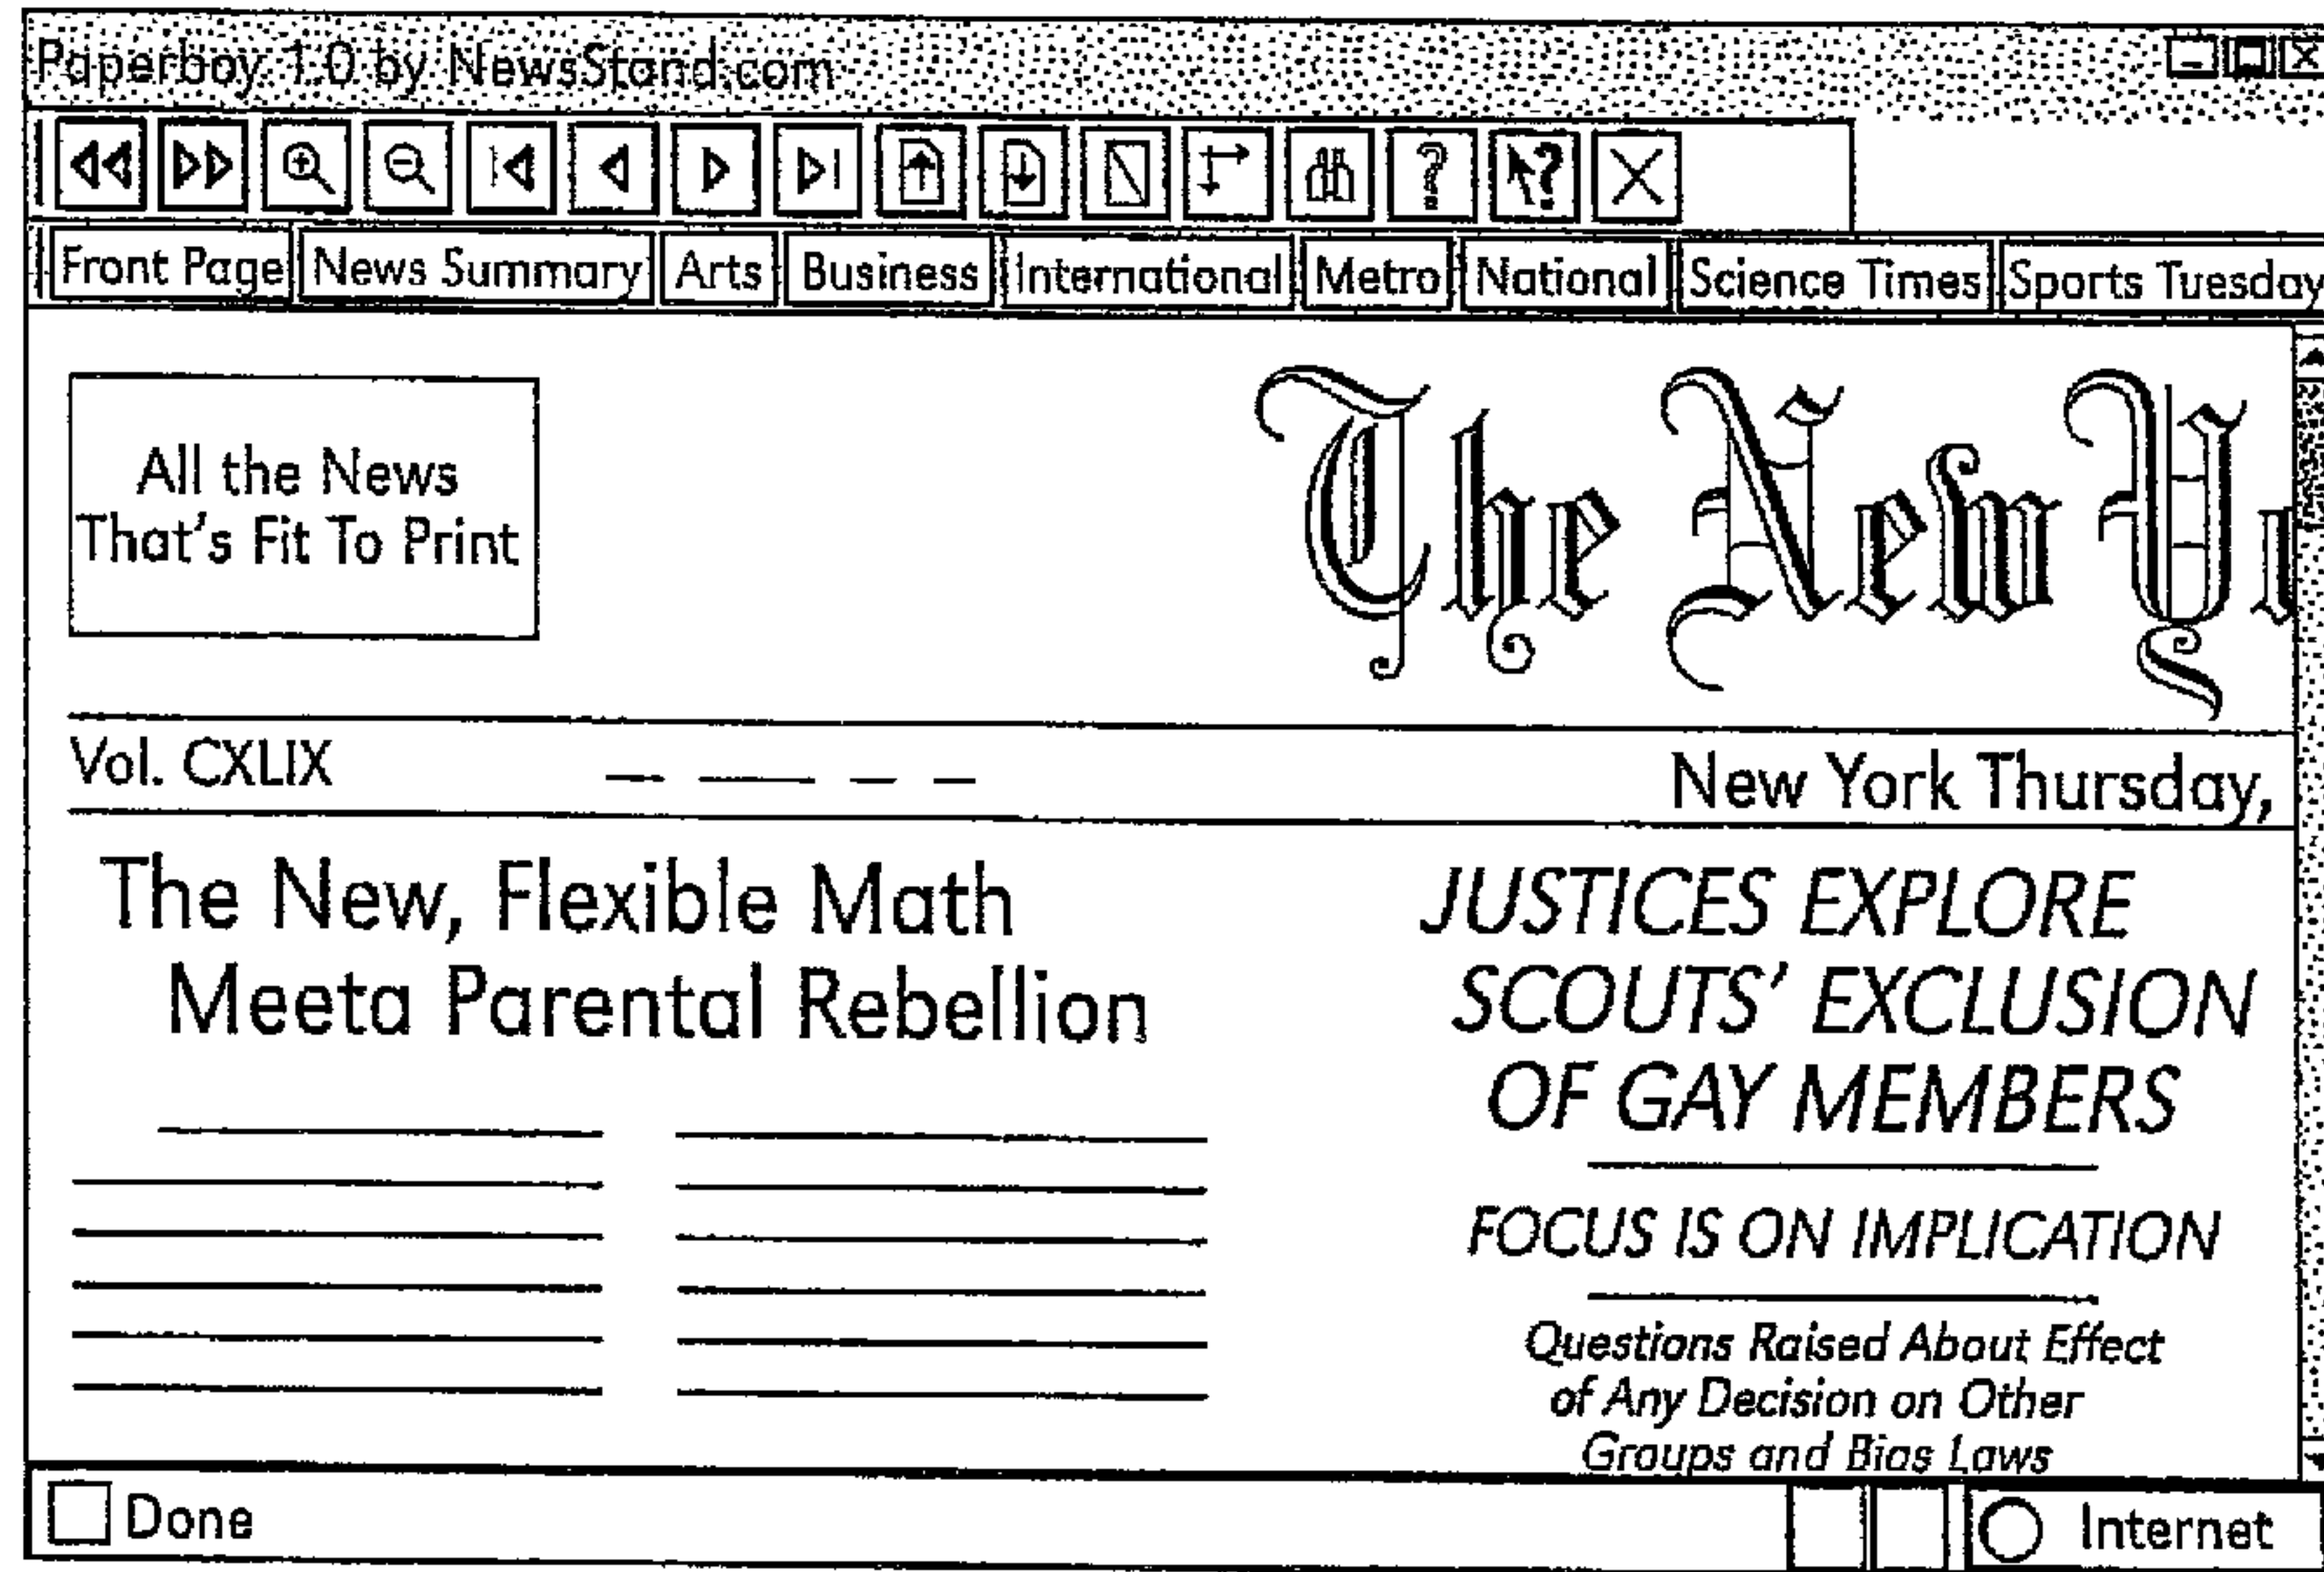 Paperboy 1.0 by NewsStand.com
Front Page News Summary Arts Business International Metro National Science Times Sports Tuesday
All the News
That's Fit To Print
The New
Vol. CXLIX
New York Thursday,
The New, Flexible Math
Meeta Parental Rebellion
JUSTICES EXPLORE
SCOUTS' EXCLUSION
OF GAY MEMBERS
FOCUS IS ON IMPLICATION
Questions Raised About Effect
of Any Decision on Other
Groups and Bias Laws
Done
Internet